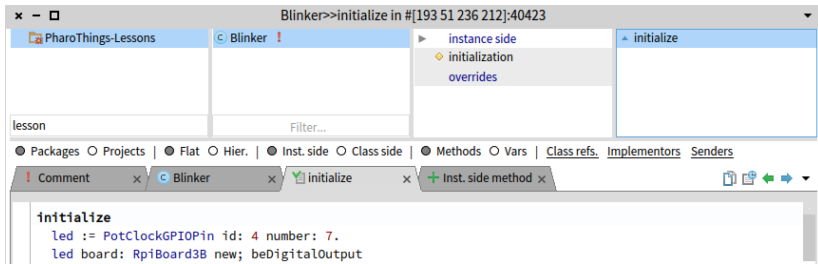 Blinker>>initialize in #[193 51 236 212]:40423
PharoThings-Lessons
Blinker !
instance side
initialization
overrides
initialize
lesson
Filter...
Packages Projects | Flat Hier. | Inst. side Class side | Methods Vars | Class refs. Implementors Senders
! Comment x
Blinker x
initialize x
Inst. side method x
initialize
led := PotClockGPIOPin id: 4 number: 7.
led board: RpiBoard3B new; beDigitalOutput